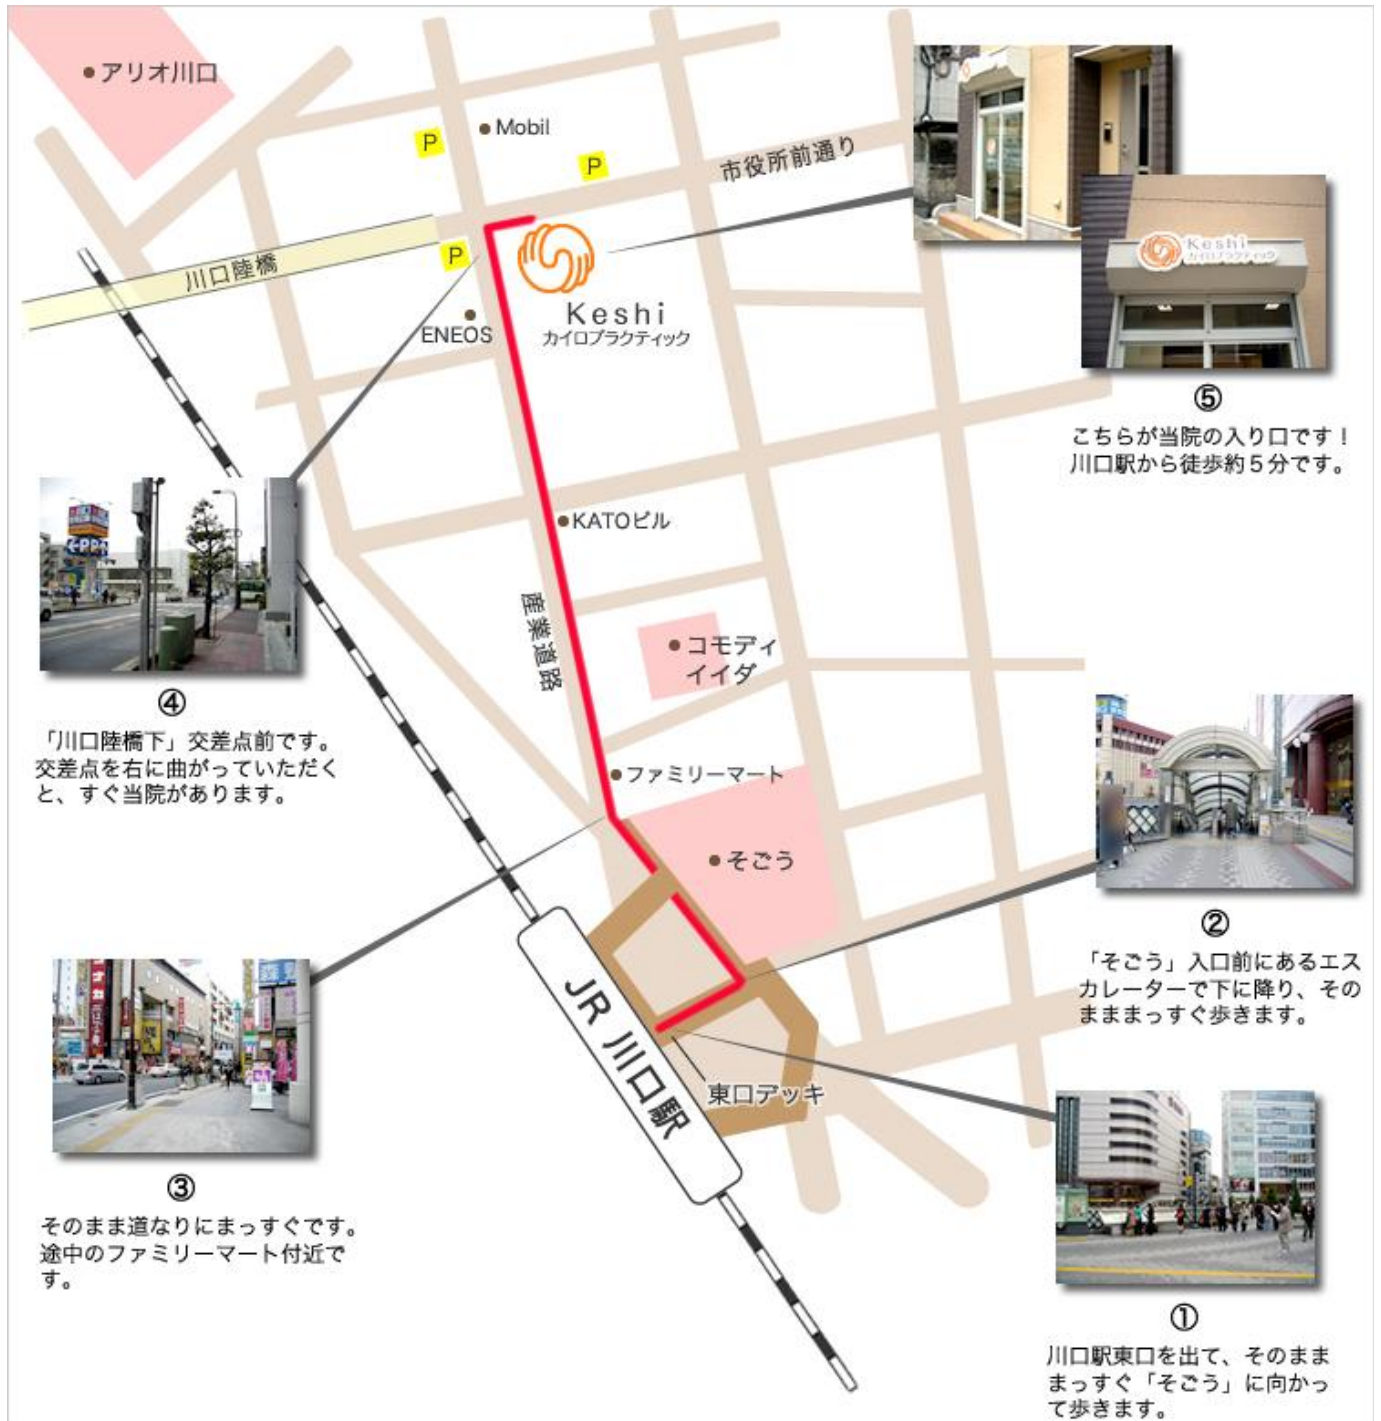 アリオ川口
Mobil
P
P
市役所前通り
川口陸橋
P
ENEOS
Keshi
カイロプラクティック
Keshi
カイロプラクティック
⑤
こちらが当院の入り口です！
川口駅から徒歩約５分です。
KATOビル
産業道路
コモディ
イイダ
④
「川口陸橋下」交差点前です。
交差点を右に曲がっていただく
と、すぐ当院があります。
ファミリーマート
そごう
②
「そごう」入口前にあるエス
カレーターで下に降り、その
まままっすぐ歩きます。
JR 川口駅
東口デッキ
③
そのまま道なりにまっすぐです。
途中のファミリーマート付近で
す。
①
川口駅東口を出て、そのまま
まっすぐ「そごう」に向かっ
て歩きます。